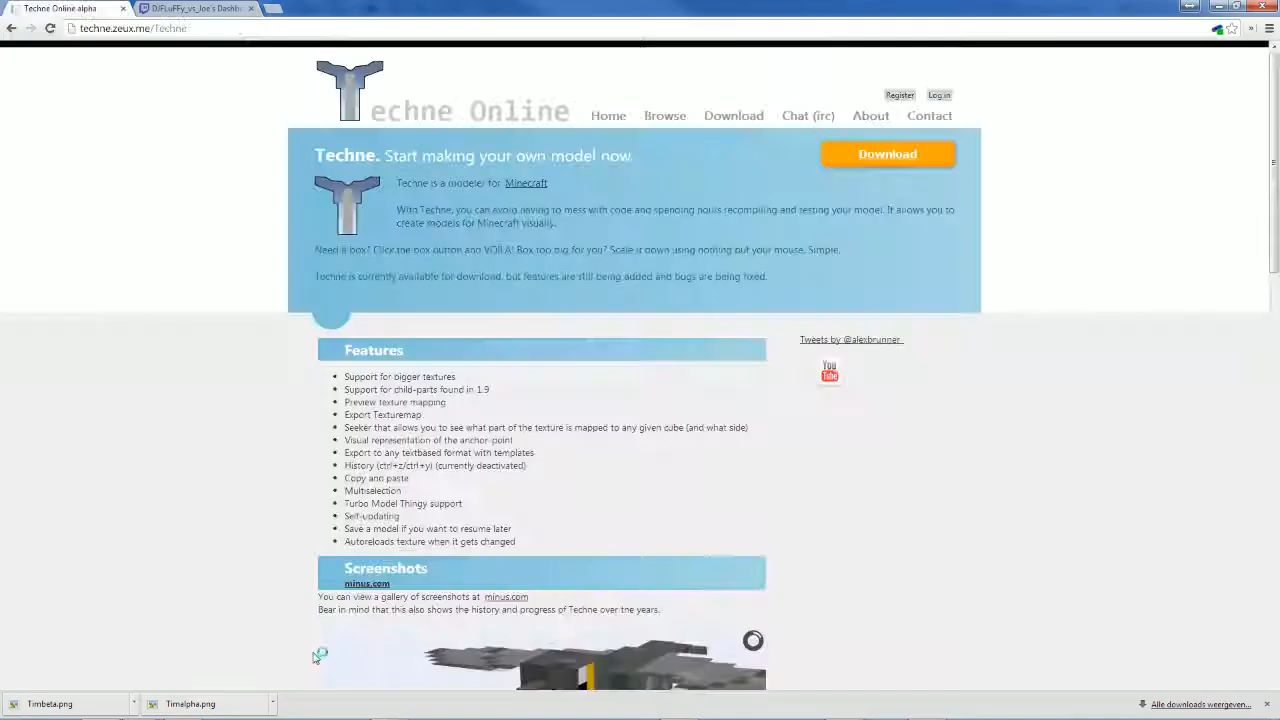 Techne Online alpha
DJFLuFFy_vs_Joe's Dashbo
techne.zeux.me/Techne
echne Online
Register Log in
Home Browse Download Chat (irc) About Contact
Techne. Start making your own model now
Download
Techne is a modeler for Minecraft
With Techne, you can avoid having to mess with code and spending hours recompiling and testing your model. It allows you to
create models for Minecraft visually.
Need a box? Click the box button and VOILA! Box too big for you? Scale it down using nothing but your mouse. Simple.
Techne is currently available for download, but features are still being added and bugs are being fixed.
Features
Tweets by @alexbrunner_
You
Tube
Support for bigger textures
Support for child-parts found in 1.9
Preview texture mapping
Export Texturemap
Seeker that allows you to see what part of the texture is mapped to any given cube (and what side)
Visual representation of the anchor-point
Export to any textbased format with templates
History (ctrl+z/ctrl+y) (currently deactivated)
Copy and paste
Multiselection
Turbo Model Thingy support
Self-updating
Save a model if you want to resume later
Autoreloads texture when it gets changed
Screenshots
minus.com
You can view a gallery of screenshots at minus.com
Bear in mind that this also shows the history and progress of Techne over the years.
Timbeta.png
Timalpha.png
Alle downloads weergeven...